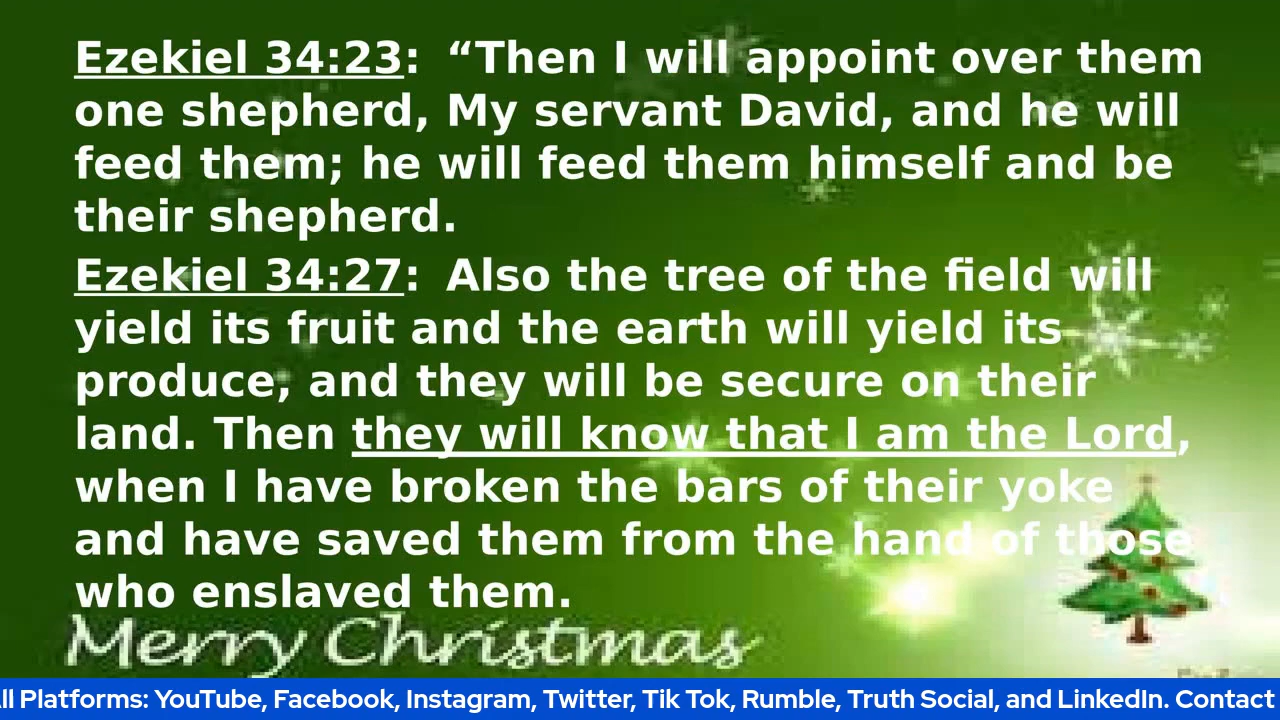 Ezekiel 34:23:  “Then I will appoint over them
one shepherd, My servant David, and he will
feed them; he will feed them himself and be
their shepherd.
Ezekiel 34:27:  Also the tree of the field will
yield its fruit and the earth will yield its
produce, and they will be secure on their
land. Then they will know that I am the Lord,
when I have broken the bars of their yoke
and have saved them from the hand of those
who enslaved them.
Merry Christmas
Platforms: YouTube, Facebook, Instagram, Twitter, Tik Tok, Rumble, Truth Social, and LinkedIn. Contact